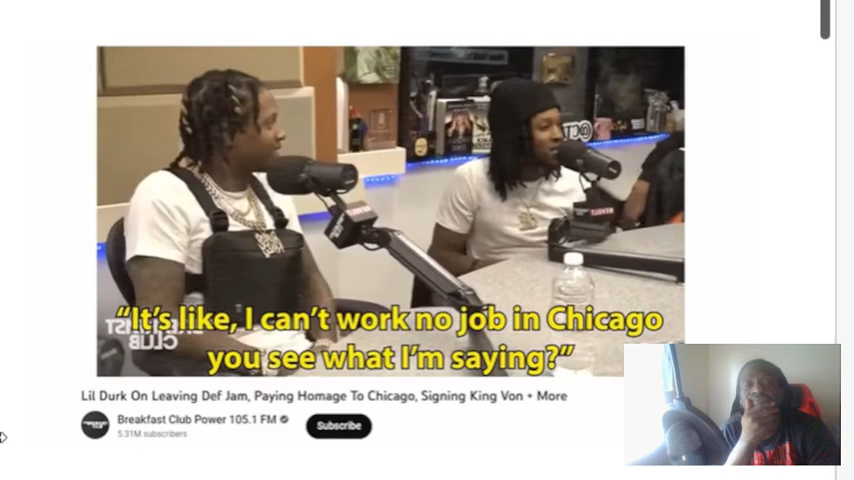 “It’s like, I can’t work no job in Chicago
you see what I’m saying?”
CLUB
Lil Durk On Leaving Def Jam, Paying Homage To Chicago, Signing King Von + More
Breakfast Club Power 105.1 FM
5.31M subscribers
Subscribe